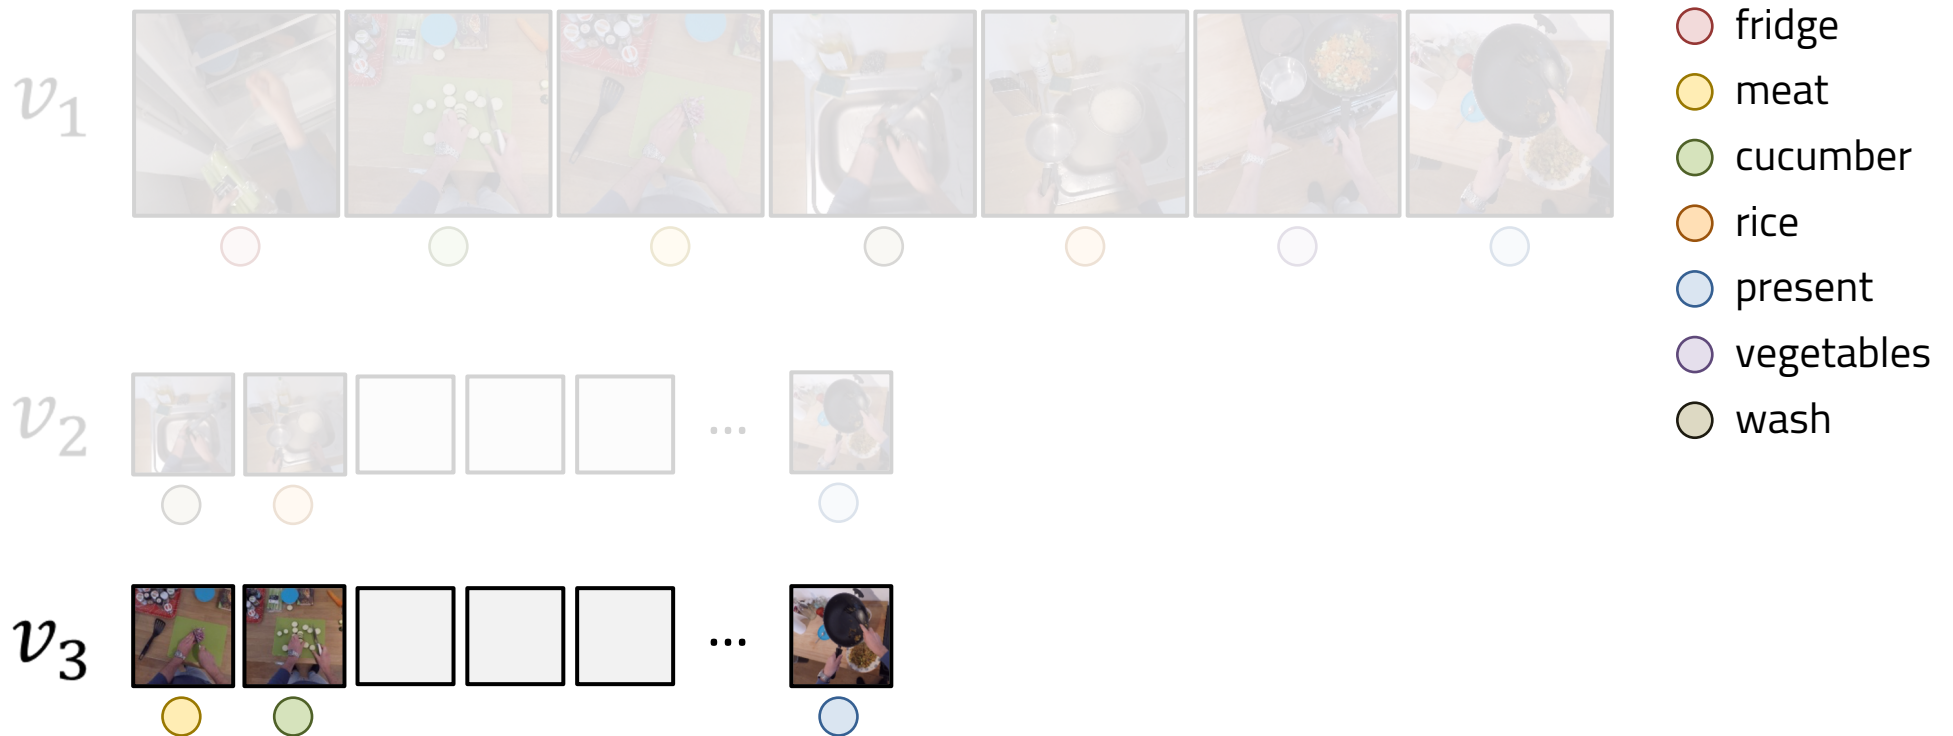 v1
fridge
meat
cucumber
rice
present
vegetables
wash
v2
...
v3
...